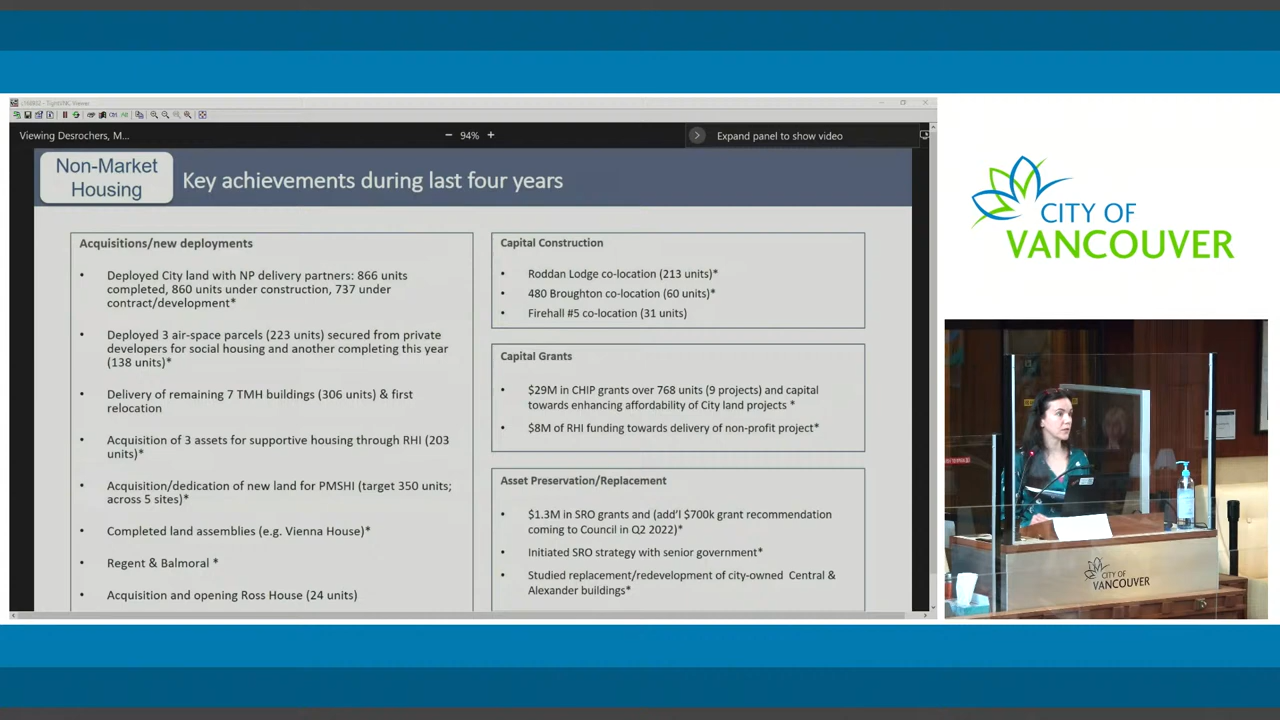 Viewing Desrochers, M...
− 94% +
Expand panel to show video
Non-Market
Housing
Key achievements during last four years
Acquisitions/new deployments
• Deployed City land with NP delivery partners: 866 units
completed, 860 units under construction, 737 under
contract/development*
• Deployed 3 air-space parcels (223 units) secured from private
developers for social housing and another completing this year
(138 units)*
• Delivery of remaining 7 TMH buildings (306 units) & first
relocation
• Acquisition of 3 assets for supportive housing through RHI (203
units)*
• Acquisition/dedication of new land for PMSHI (target 350 units;
across 5 sites)*
• Completed land assemblies (e.g. Vienna House)*
• Regent & Balmoral *
• Acquisition and opening Ross House (24 units)
Capital Construction
• Roddan Lodge co-location (213 units)*
• 480 Broughton co-location (60 units)*
• Firehall #5 co-location (31 units)
Capital Grants
• $29M in CHIP grants over 768 units (9 projects) and capital
towards enhancing affordability of City land projects *
• $8M of RHI funding towards delivery of non-profit project*
Asset Preservation/Replacement
• $1.3M in SRO grants and (add'l $700k grant recommendation
coming to Council in Q2 2022)*
• Initiated SRO strategy with senior government*
• Studied replacement/redevelopment of city-owned Central &
Alexander buildings*
CITY OF
VANCOUVER
CITY OF
VANCOUVER